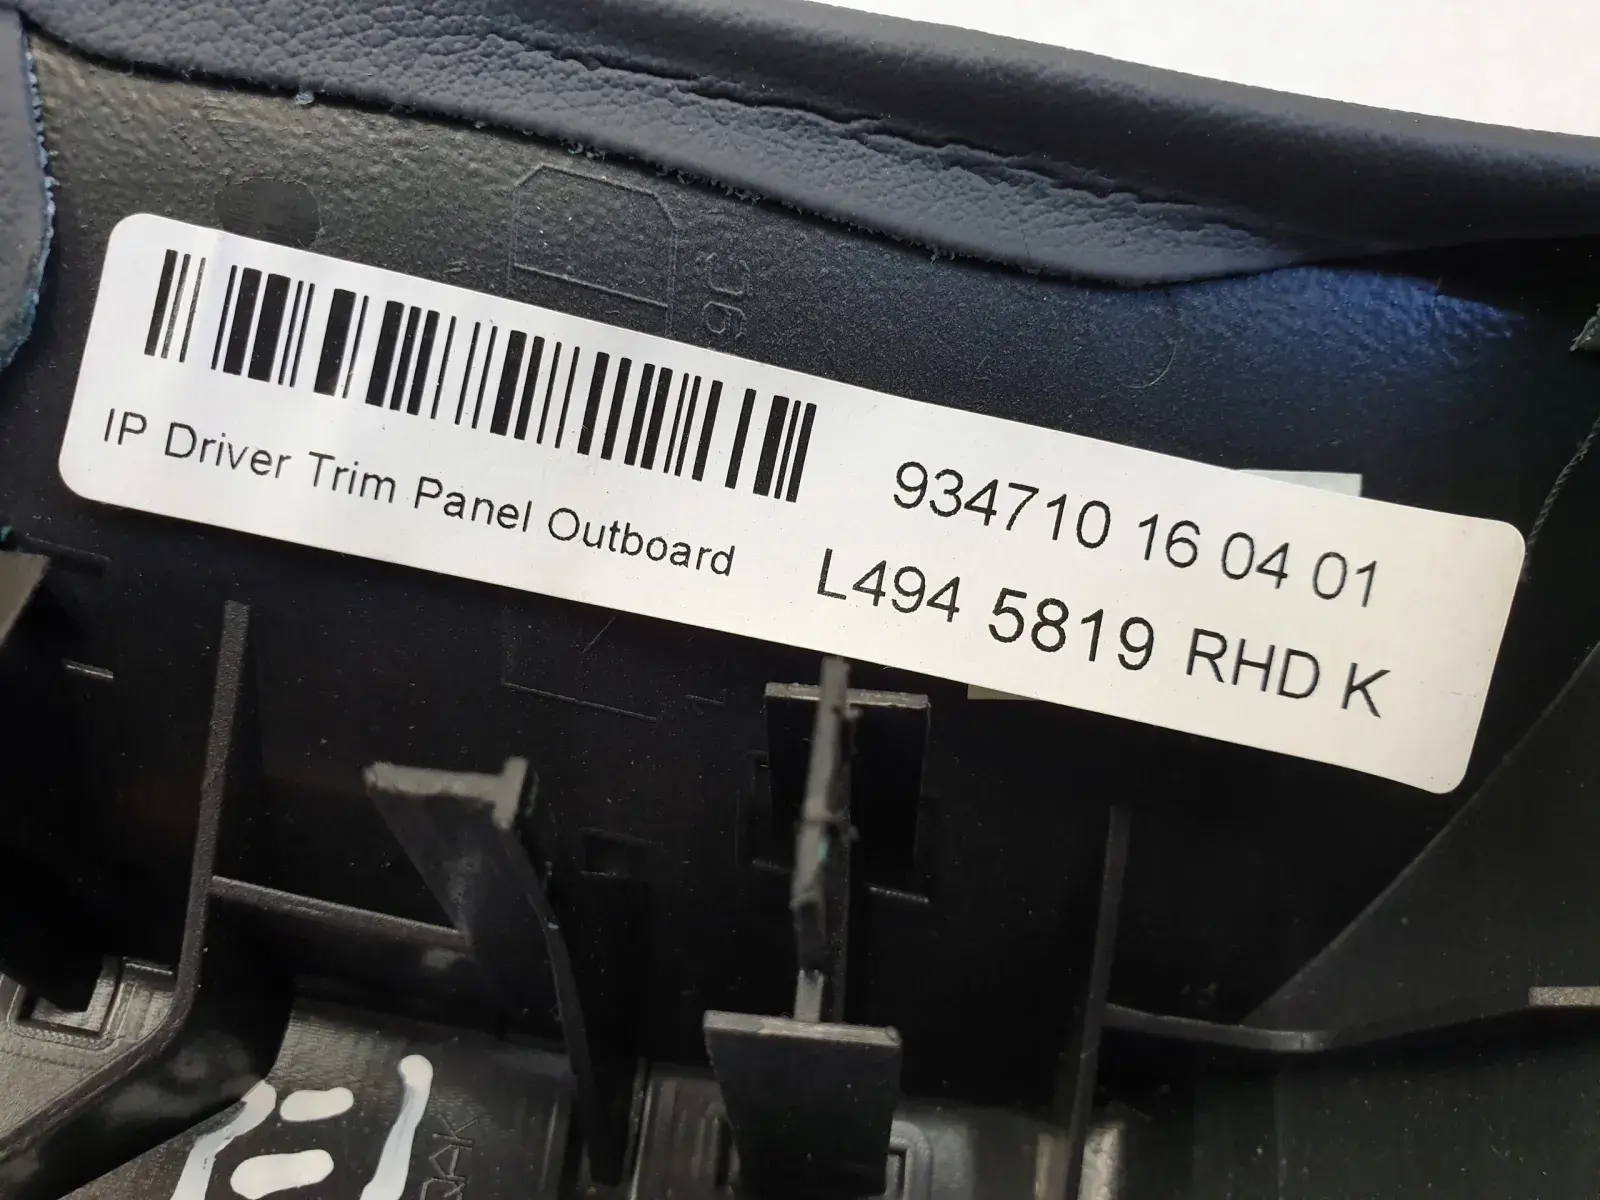 934710 16 04 01
IP Driver Trim Panel Outboard
L494 5819 RHD K